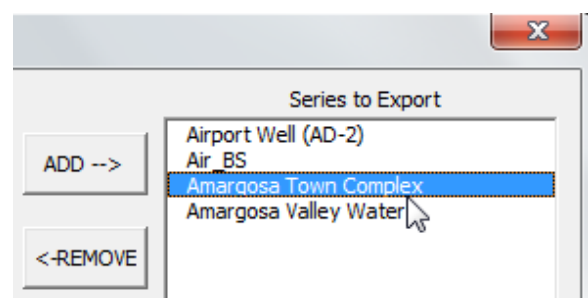 Series to Export
ADD -->
Airport Well (AD-2)
Air_BS
Amargosa Town Complex
Amargosa Valley Water
<-REMOVE